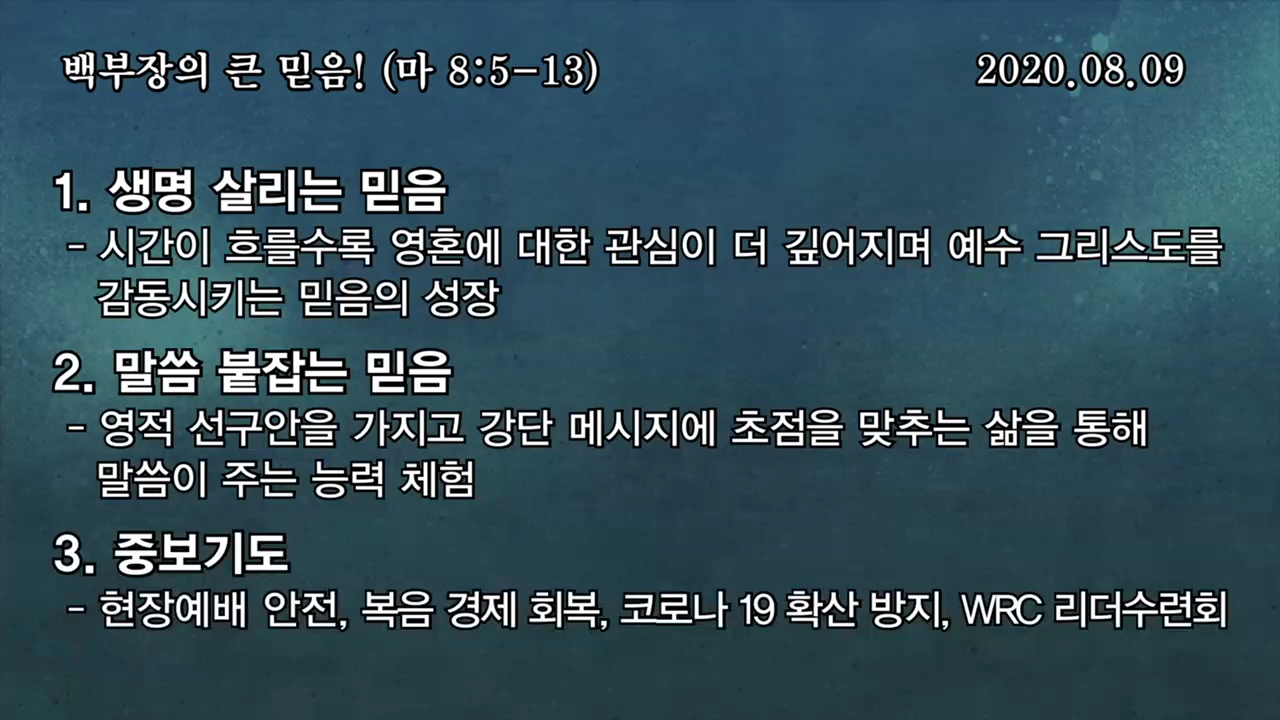 백부장의 큰 믿음! (마 8:5-13) 2020.08.09
1. 생명 살리는 믿음
- 시간이 흐를수록 영혼에 대한 관심이 더 깊어지며 예수 그리스도를
감동시키는 믿음의 성장
2. 말씀 붙잡는 믿음
- 영적 선구안을 가지고 강단 메시지에 초점을 맞추는 삶을 통해
말씀이 주는 능력 체험
3. 중보기도
- 현장예배 안전, 복음 경제 회복, 코로나 19 확산 방지, WRC 리더수련회